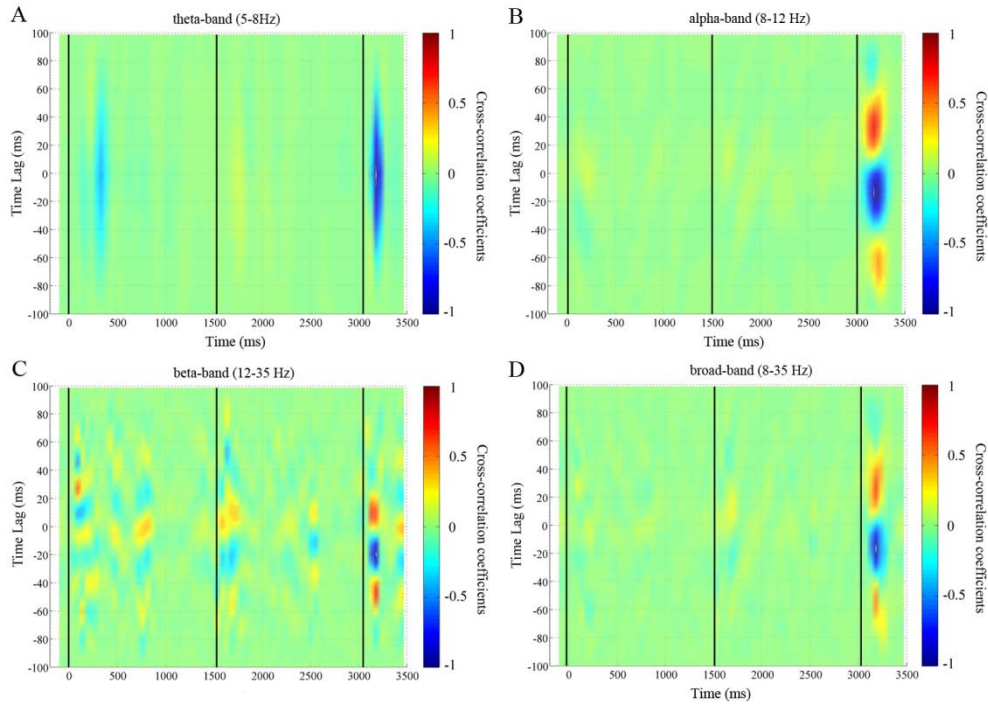 A
theta-band (5-8Hz)
100
80
60
40
20
0
-20
-40
-60
-80
-100
Time Lag (ms)
0 500 1000 1500 2000 2500 3000 3500
Time (ms)
1
0.5
0
-0.5
-1
Cross-correlation coefficients
B
alpha-band (8-12 Hz)
100
80
60
40
20
0
-20
-40
-60
-80
-100
Time Lag (ms)
0 500 1000 1500 2000 2500 3000 3500
Time (ms)
1
0.5
0
-0.5
-1
Cross-correlation coefficients
C
beta-band (12-35 Hz)
100
80
60
40
20
0
-20
-40
-60
-80
-100
Time Lag (ms)
0 500 1000 1500 2000 2500 3000 3500
1
0.5
0
-0.5
-1
Cross-correlation coefficients
D
broad-band (8-35 Hz)
100
80
60
40
20
0
-20
-40
-60
-80
-100
Time Lag (ms)
0 500 1000 1500 2000 2500 3000 3500
Time (ms)
1
0.5
0
-0.5
-1
Cross-correlation coefficients